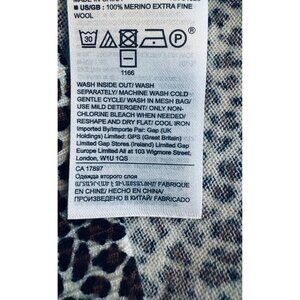 ■ US/GB: 100% MERINO EXTRA FINE
WOOL
30
P
1166
WASH INSIDE OUT/ WASH
SEPARATELY/ MACHINE WASH COLD
GENTLE CYCLE/ WASH IN MESH BAG/
USE MILD DETERGENT/ ONLY NON-
CHLORINE BLEACH WHEN NEEDED/
RESHAPE AND DRY FLAT/ COOL IRON
Imported By/Importe Par: Gap (UK
Holdings) Limited: GPS (Great Britain)
Limited Gap Stores (Ireland) Limited Gap
Europe Limited All at 103 Wigmore Street,
London, W1U 1QS
CA 17897
Одежда второго слоя
FABRIQUE
EN CHINE/ HECHO EN CHINA/
ПРОИЗВЕДЕНО В КИТАЙ/ FABRICADO